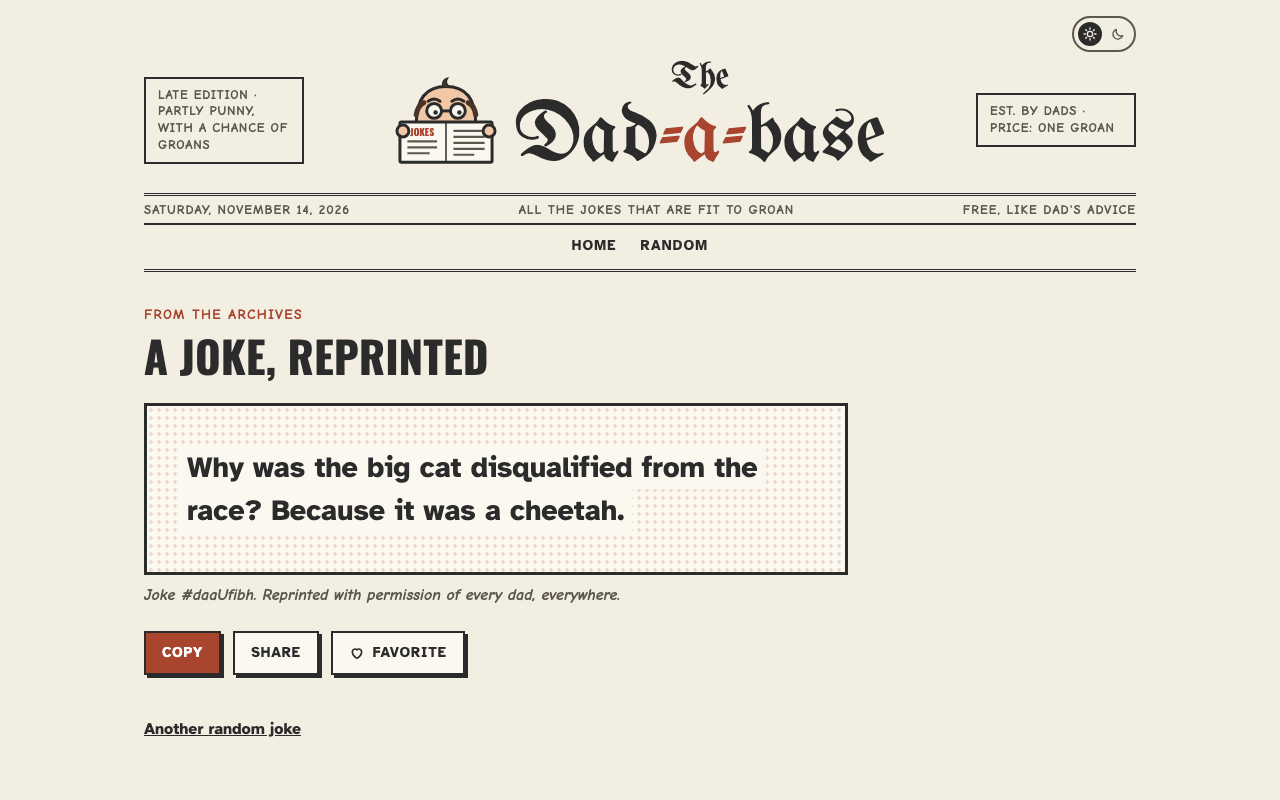 LATE EDITION ·
PARTLY PUNNY,
WITH A CHANCE OF
GROANS
JOKES
The
Dad-a-base
EST. BY DADS ·
PRICE: ONE GROAN
SATURDAY, NOVEMBER 14, 2026
ALL THE JOKES THAT ARE FIT TO GROAN
FREE, LIKE DAD'S ADVICE
HOME
RANDOM
FROM THE ARCHIVES
A JOKE, REPRINTED
Why was the big cat disqualified from the
race? Because it was a cheetah.
Joke #daaUfibh. Reprinted with permission of every dad, everywhere.
COPY
SHARE
FAVORITE
Another random joke